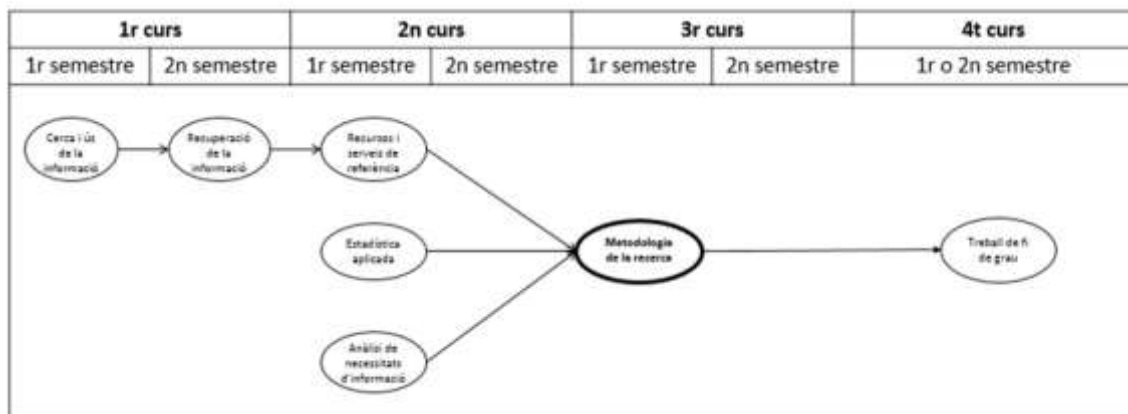 1r curs 2n curs 3r curs 4t curs
1r semestre 2n semestre 1r semestre 2n semestre 1r semestre 2n semestre 1r o 2n semestre
Cerca i ús
de la
informació
Recuperació
de la
informació
Recursos i
serveis de
referència
Estadística
aplicada
Metodologia
de la recerca
Treball de fi
de grau
Anàlisi de
necessitats
d'informació